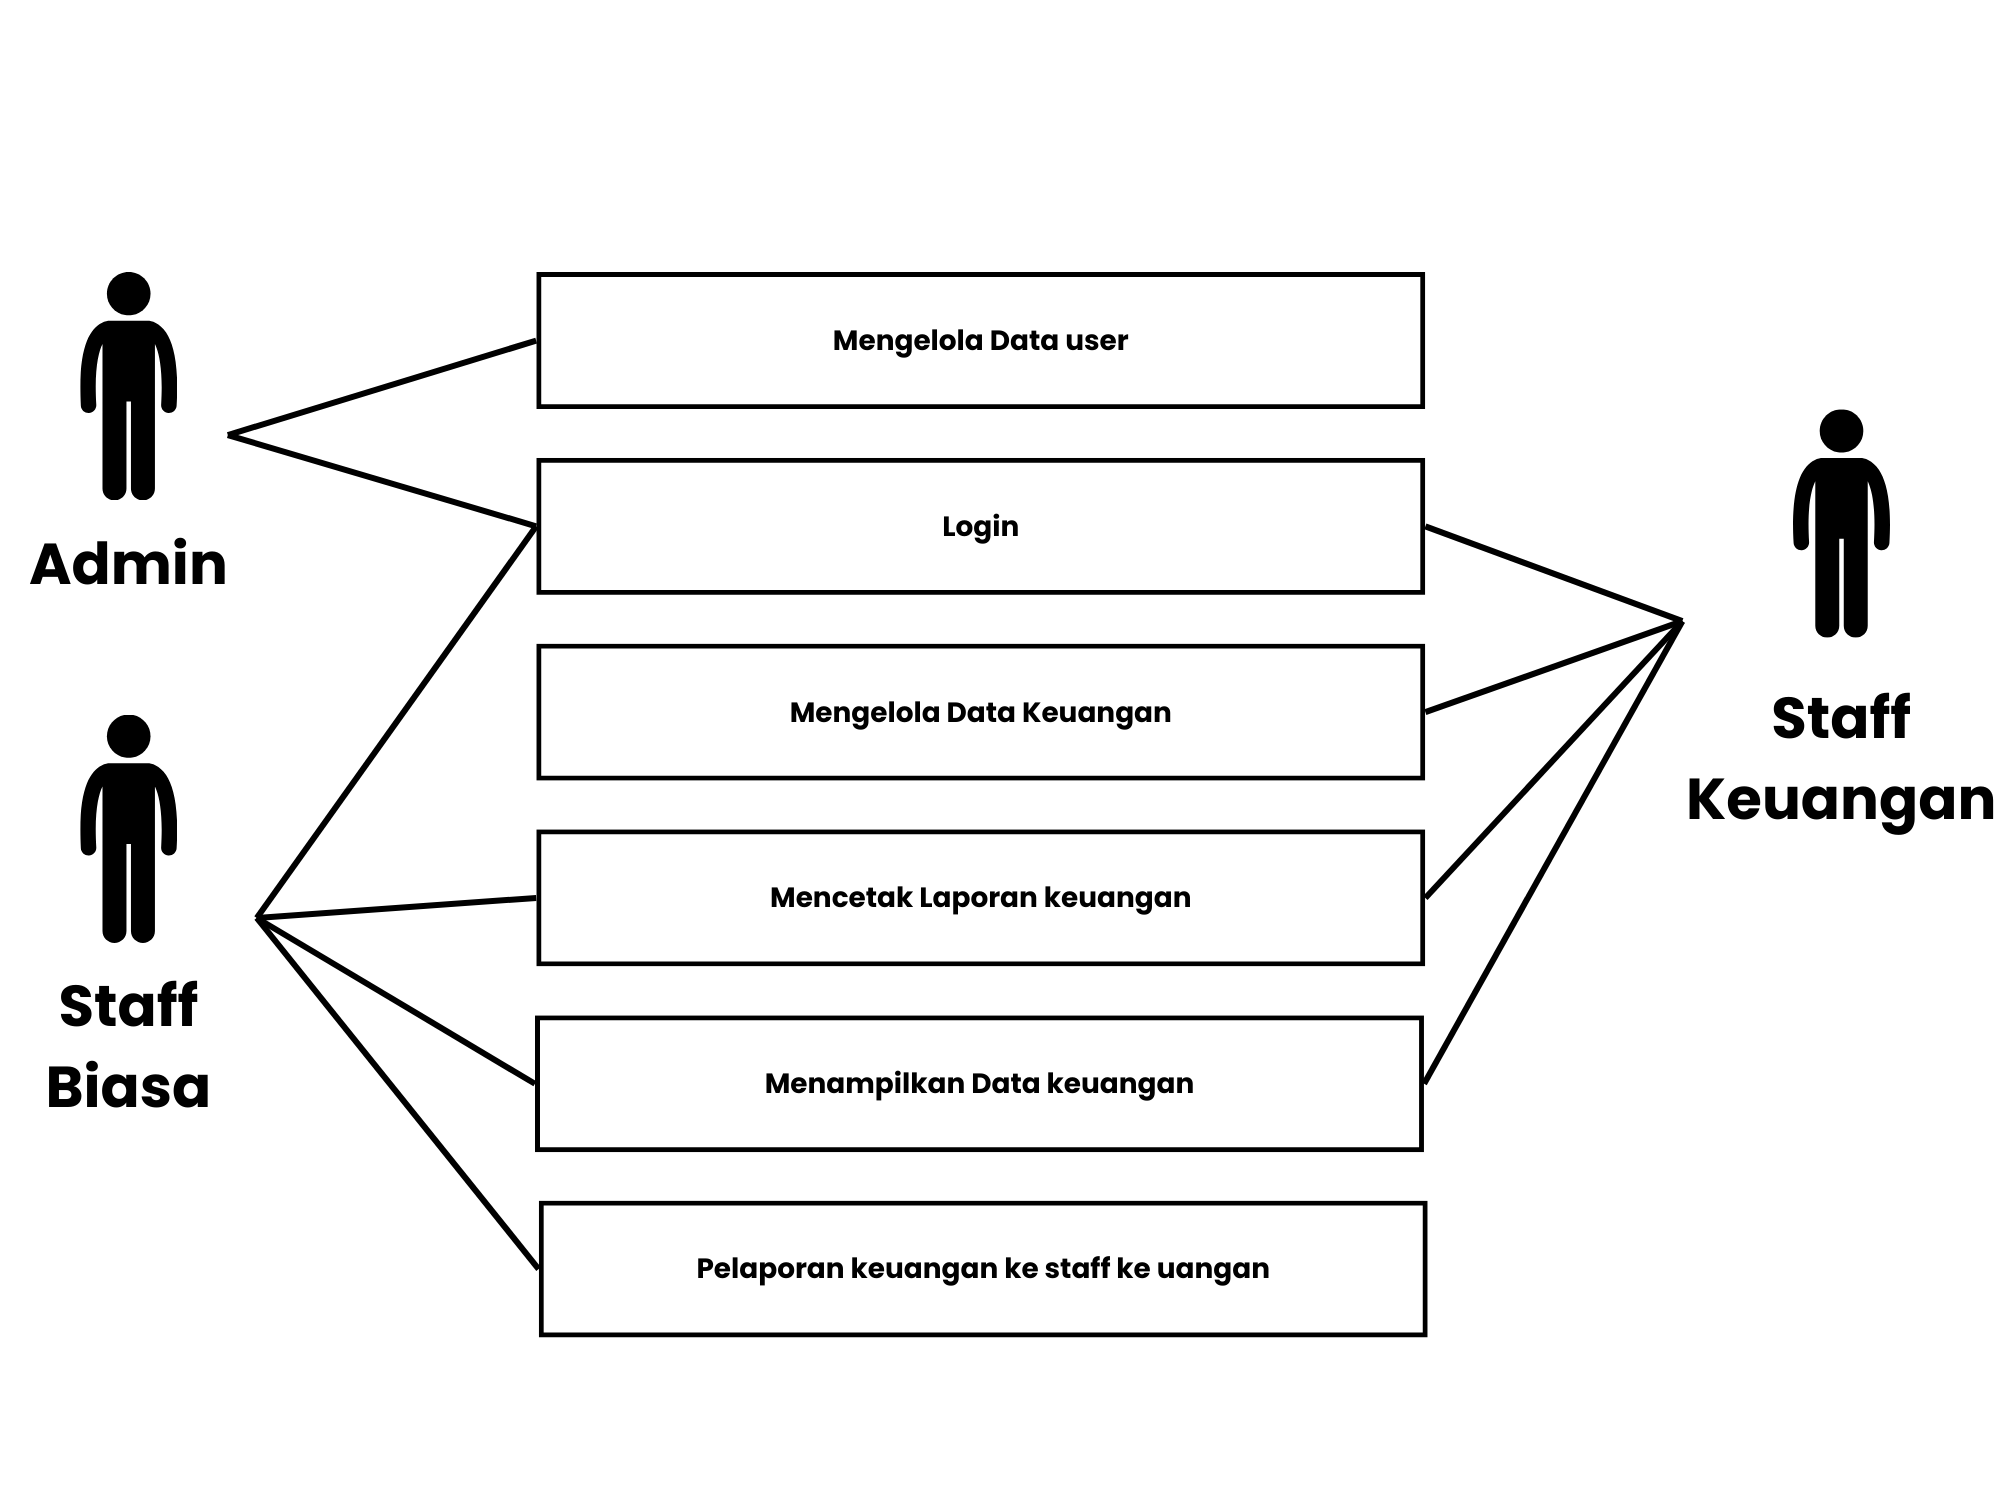 Mengelola Data user
Login
Admin
Mengelola Data Keuangan
Staff
Keuangan
Mencetak Laporan keuangan
Staff
Biasa
Menampilkan Data keuangan
Pelaporan keuangan ke staff ke uangan